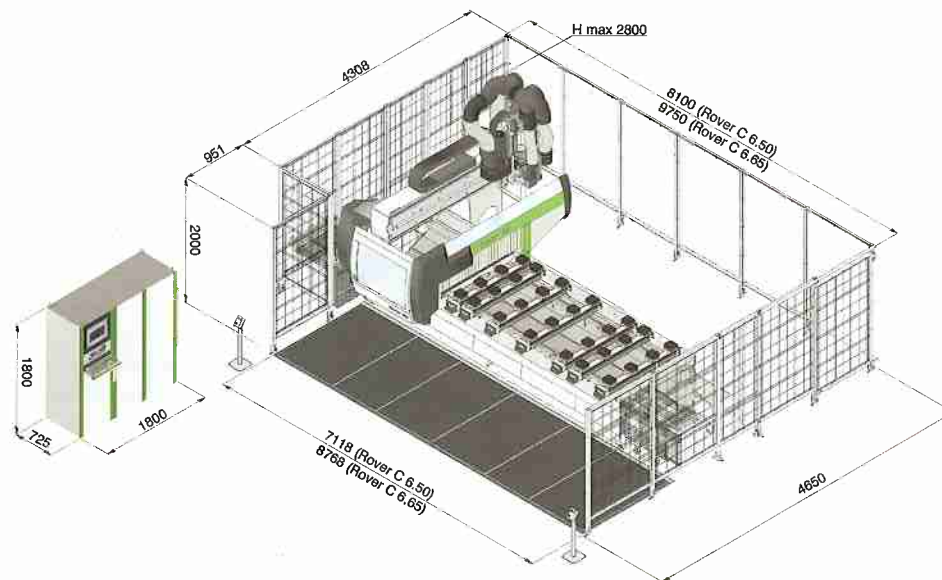 H max 2800
4308
8100 (Rover C 6.50)
9750 (Rover C 6.65)
951
2000
1800
725
1800
7118 (Rover C 6.50)
8768 (Rover C 6.65)
4650